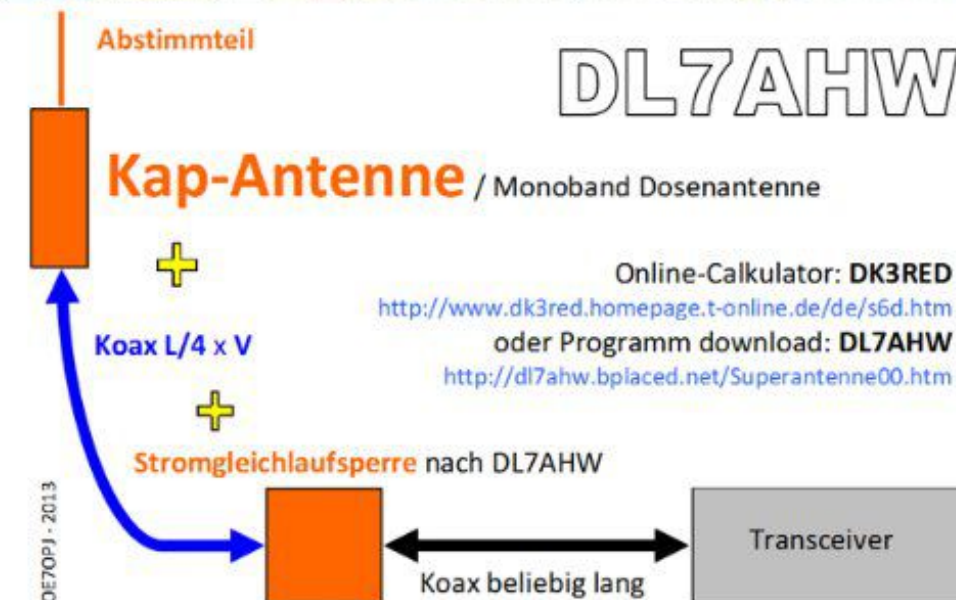 Abstimmteil
DL7AHW
Kap-Antenne / Monoband Dosenantenne
Online-Calkulator: DK3RED
http://www.dk3red.homepage.t-online.de/de/s6d.htm
Koax L/4 x V
oder Programm download: DL7AHW
http://dl7ahw.bplaced.net/Superantenne00.htm
Stromgleichlaufsperre nach DL7AHW
OE7OPJ - 2013
Transceiver
Koax beliebig lang